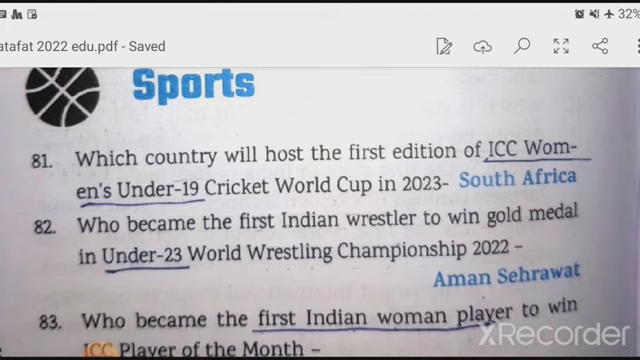 32%
atafat 2022 edu.pdf - Saved
Sports
81. Which country will host the first edition of ICC Wom-
en's Under-19 Cricket World Cup in 2023- South Africa
82. Who became the first Indian wrestler to win gold medal
in Under-23 World Wrestling Championship 2022 –
Aman Sehrawat
83. Who became the first Indian woman player to win
ICC Player of the Month –
XRecorder